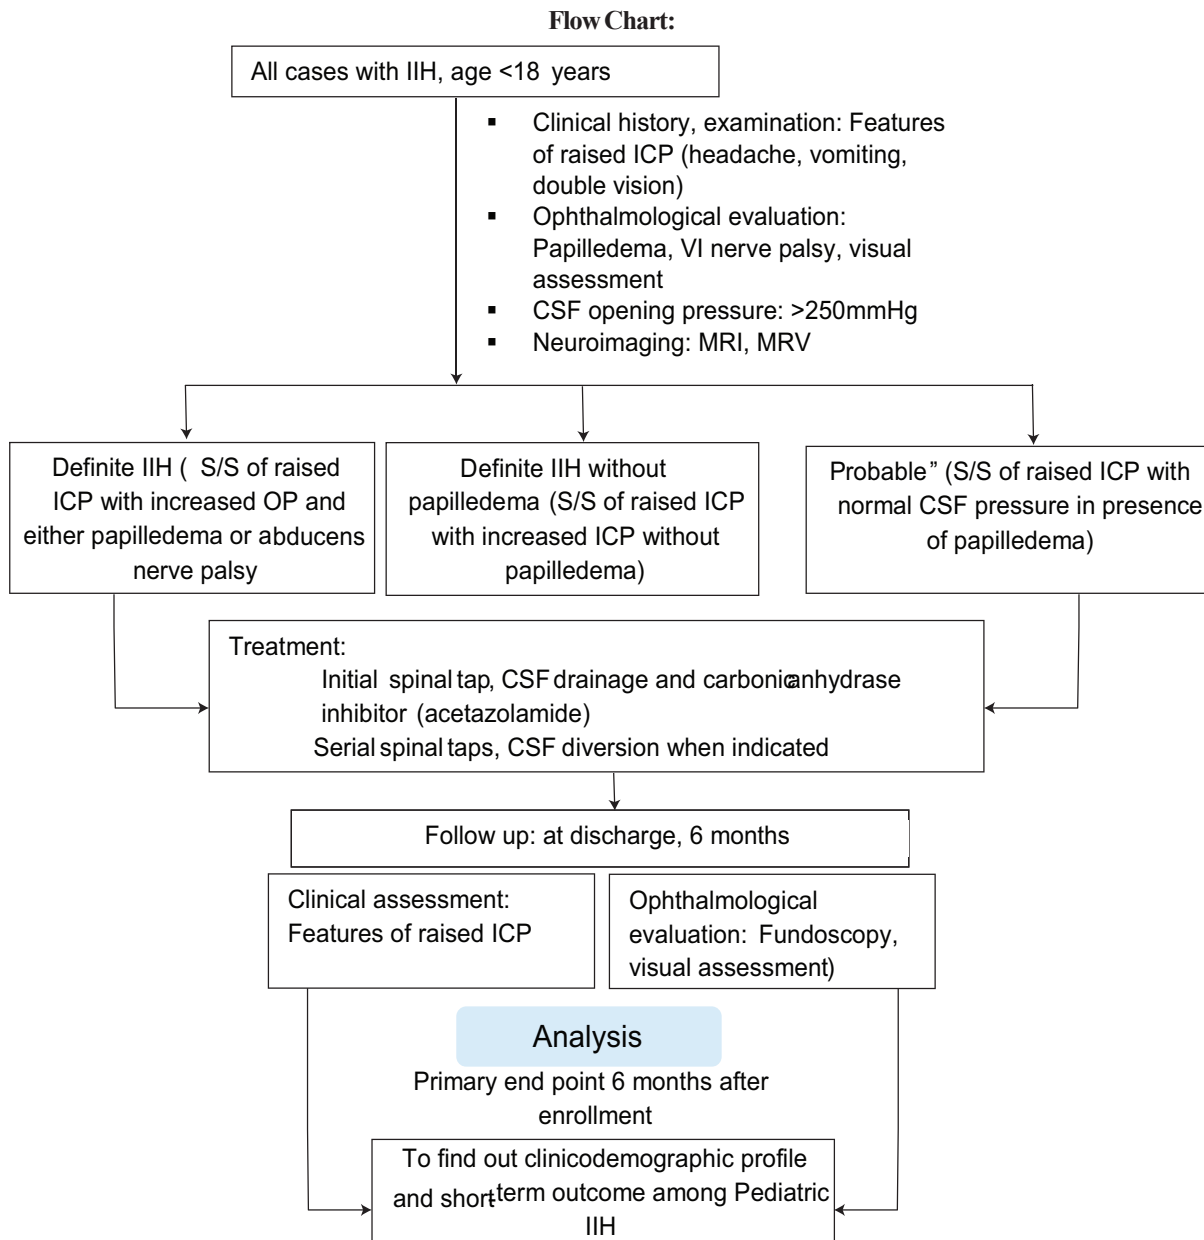 Flow Chart:
All cases with IIH, age <18 years
▪ Clinical history, examination: Features
of raised ICP (headache, vomiting,
double vision)
▪ Ophthalmological evaluation:
Papilledema, VI nerve palsy, visual
assessment
▪ CSF opening pressure: >250mmHg
▪ Neuroimaging: MRI, MRV
Definite IIH ( S/S of raised
ICP with increased OP and
either papilledema or abducens
nerve palsy
Definite IIH without
papilledema (S/S of raised ICP
with increased ICP without
papilledema)
Probable” (S/S of raised ICP with
normal CSF pressure in presence
of papilledema)
Treatment:
Initial spinal tap, CSF drainage and carbonic anhydrase
inhibitor (acetazolamide)
Serial spinal taps, CSF diversion when indicated
Follow up: at discharge, 6 months
Clinical assessment:
Features of raised ICP
Ophthalmological
evaluation: Fundoscopy,
visual assessment)
Analysis
Primary end point 6 months after
enrollment
To find out clinicodemographic profile
and short-term outcome among Pediatric
IIH